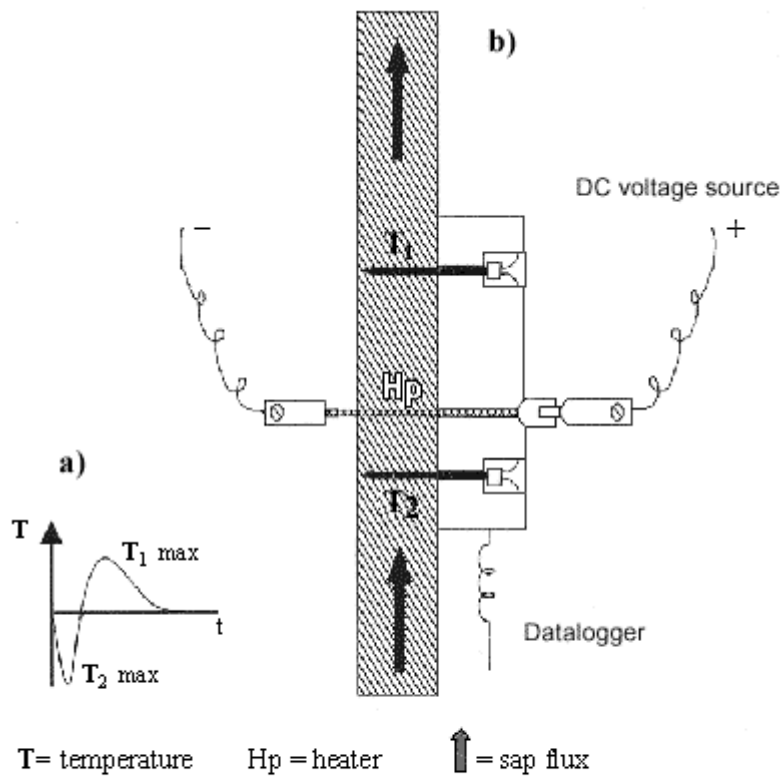 b)
DC voltage source
−
+
T1
Hp
a)
T2
T
T1 max
t
T2 max
Datalogger
T= temperature Hp = heater = sap flux